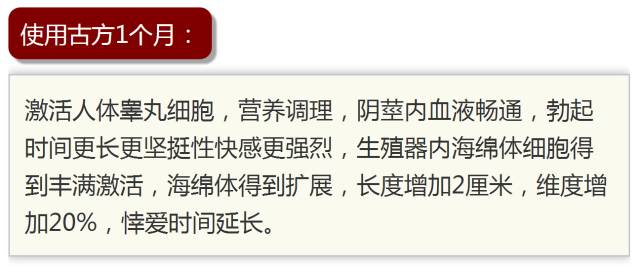 使用古方1个月：
激活人体睾丸细胞，营养调理，阴茎内血液畅通，勃起
时间更长更坚挺性快感更强烈，生殖器内海绵体细胞得
到丰满激活，海绵体得到扩展，长度增加2厘米，维度增
加20%，悻爱时间延长。